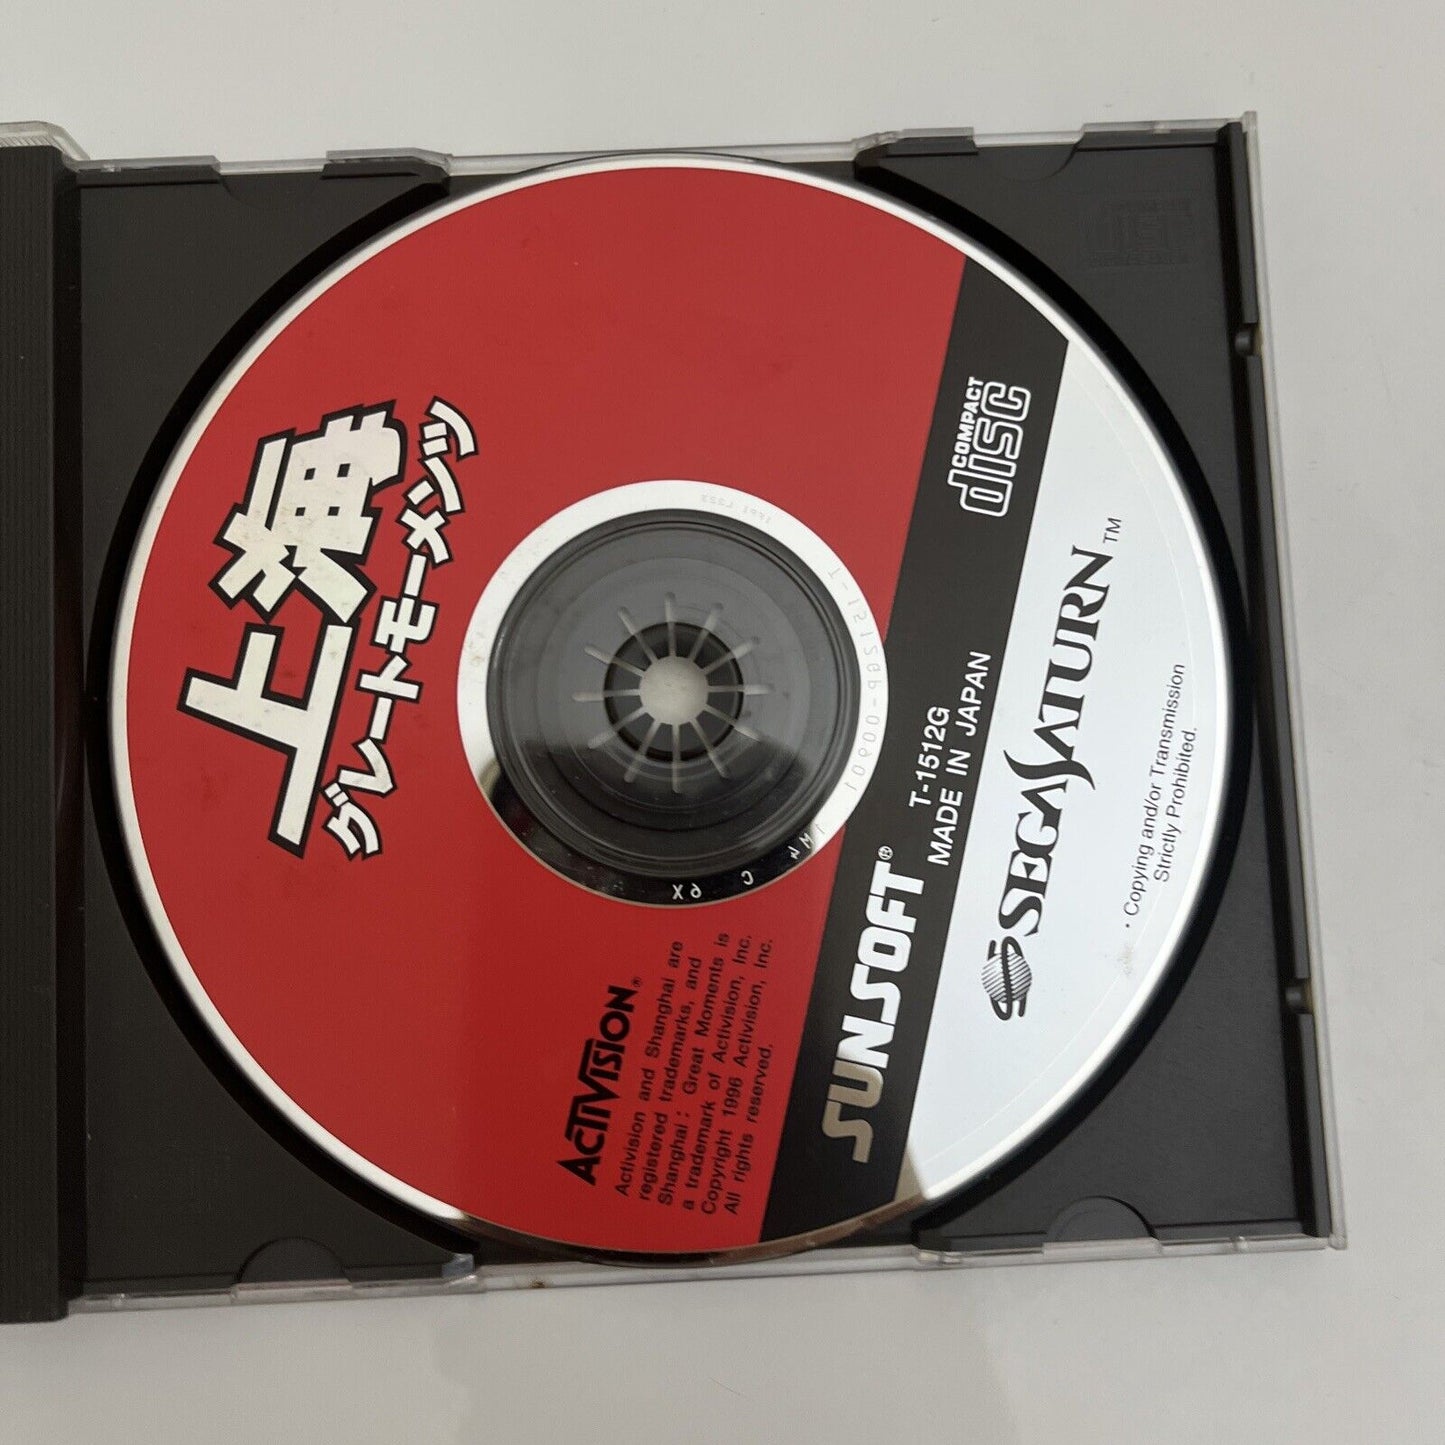 上海
グレートモーメンツ
COMPACT
disc
SUNSOFT®
T-1512G
MADE IN JAPAN
SEGA SATURN™
・Copying and/or Transmission
Strictly Prohibited.
ACTIVISION®
Activision and Shanghai are
registered trademarks, and
Shanghai : Great Moments is
a trademark of Activision, Inc.
Copyright 1996 Activision, Inc.
All rights reserved.